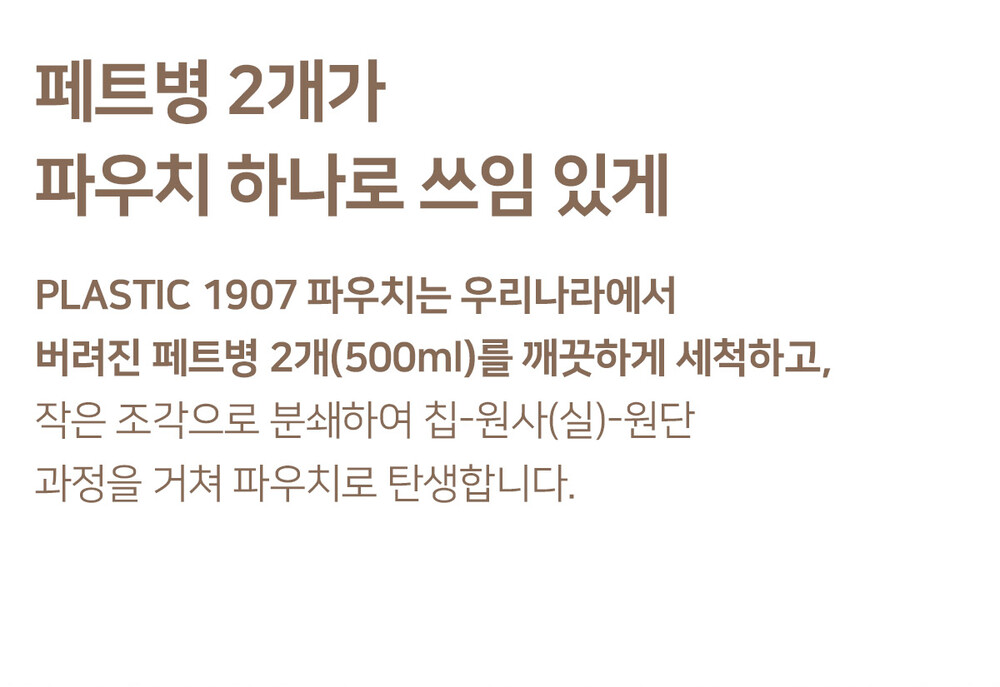 페트병 2개가
파우치 하나로 쓰임 있게
PLASTIC 1907 파우치는 우리나라에서
버려진 페트병 2개(500ml)를 깨끗하게 세척하고,
작은 조각으로 분쇄하여 칩-원사(실)-원단
과정을 거쳐 파우치로 탄생합니다.